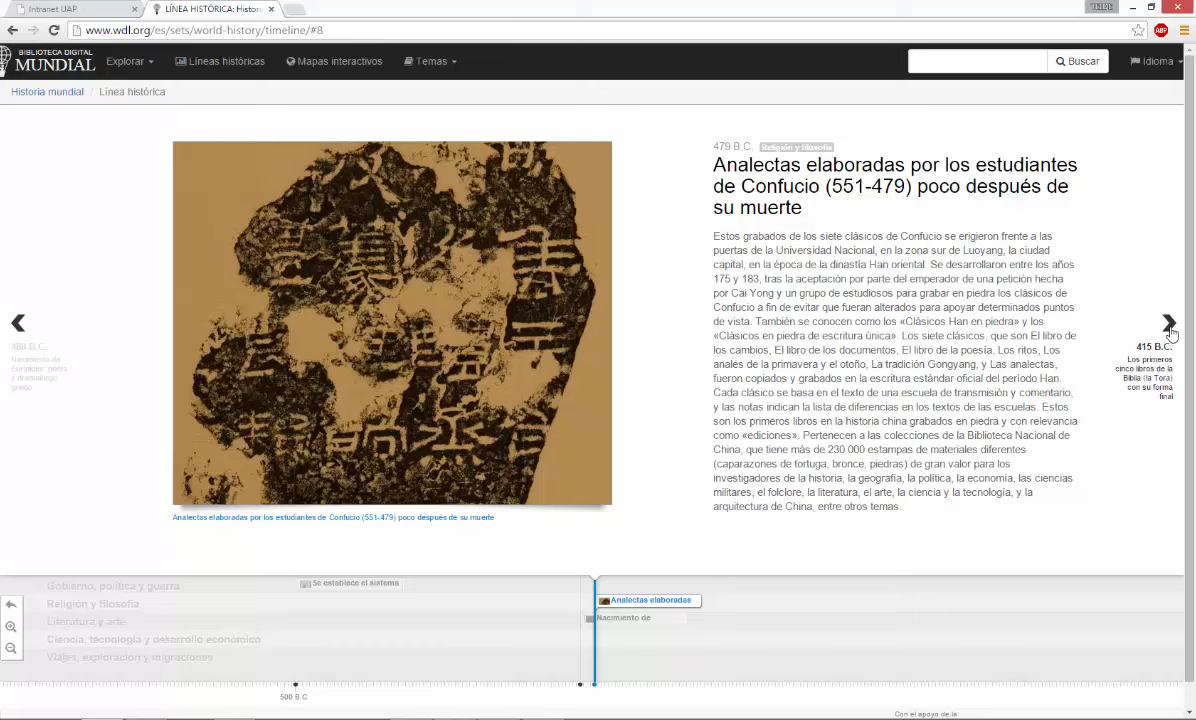 Intranet UAP
LÍNEA HISTÓRICA: Histori
www.wdl.org/es/sets/world-history/timeline/#8
BIBLIOTECA DIGITAL
MUNDIAL
Explorar
Líneas históricas
Mapas interactivos
Temas
Buscar
Idioma
Historia mundial / Línea histórica
479 B.C. Religión y filosofía
Analectas elaboradas por los estudiantes
de Confucio (551-479) poco después de
su muerte
Estos grabados de los siete clásicos de Confucio se erigieron frente a las
puertas de la Universidad Nacional, en la zona sur de Luoyang, la ciudad
capital, en la época de la dinastía Han oriental. Se desarrollaron entre los años
175 y 183, tras la aceptación por parte del emperador de una petición hecha
por Cai Yong y un grupo de estudiosos para grabar en piedra los clásicos de
Confucio a fin de evitar que fueran alterados para apoyar determinados puntos
de vista. También se conocen como los «Clásicos Han en piedra» y los
«Clásicos en piedra de escritura única». Los siete clásicos, que son El libro de
los cambios, El libro de los documentos, El libro de la poesía, Los ritos, Los
anales de la primavera y el otoño, La tradición Gongyang, y Las analectas,
fueron copiados y grabados en la escritura estándar oficial del período Han.
Cada clásico se basa en el texto de una escuela de transmisión y comentario,
y las notas indican la lista de diferencias en los textos de las escuelas. Estos
son los primeros libros en la historia china grabados en piedra y con relevancia
como «ediciones». Pertenecen a las colecciones de la Biblioteca Nacional de
China, que tiene más de 230 000 estampas de materiales diferentes
(caparazones de tortuga, bronce, piedras) de gran valor para los
investigadores de la historia, la geografía, la política, la economía, las ciencias
militares, el folclore, la literatura, el arte, la ciencia y la tecnología, y la
arquitectura de China, entre otros temas.
480 B.C.
Nacimiento de
Eurípides: poeta
y dramaturgo
griego
415 B.C.
Los primeros
cinco libros de la
Biblia (la Tora)
con su forma
final
Analectas elaboradas por los estudiantes de Confucio (551-479) poco después de su muerte
Gobierno, política y guerra
Se establece el sistema
Religión y filosofía
Analectas elaboradas
Literatura y arte
Nacimiento de
Ciencia, tecnología y desarrollo económico
Viajes, exploración y migraciones
500 B.C.
Con el apoyo de la